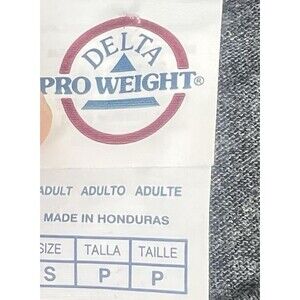 DELTA
PRO WEIGHT®
ADULT ADULTO ADULTE
MADE IN HONDURAS
SIZE TALLA TAILLE
S P P